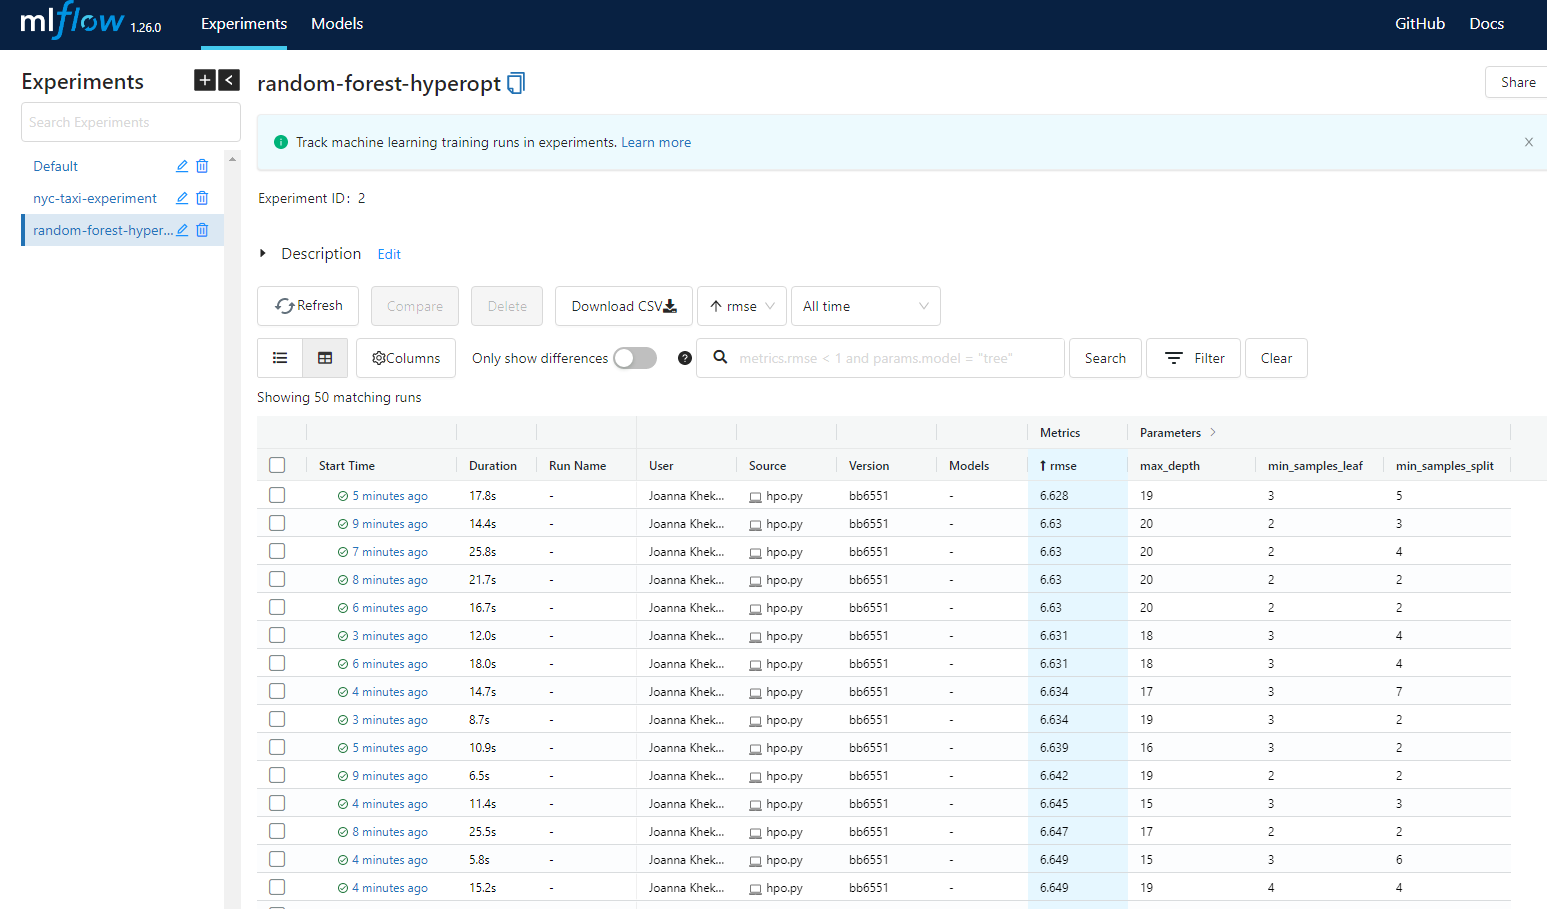 mlflow 1.26.0 Experiments Models GitHub Docs
Experiments + <
Search Experiments
Default
nyc-taxi-experiment
random-forest-hyper...
random-forest-hyperopt
Share
Track machine learning training runs in experiments. Learn more
Experiment ID: 2
Description Edit
Refresh Compare Delete Download CSV rmse All time
Columns Only show differences ? metrics.rmse < 1 and params.model = "tree" Search Filter Clear
Showing 50 matching runs
Metrics Parameters >
Start Time Duration Run Name User Source Version Models ↑ rmse max_depth min_samples_leaf min_samples_split
5 minutes ago 17.8s - Joanna Khek... hpo.py bb6551 - 6.628 19 3 5
9 minutes ago 14.4s - Joanna Khek... hpo.py bb6551 - 6.63 20 2 3
7 minutes ago 25.8s - Joanna Khek... hpo.py bb6551 - 6.63 20 2 4
8 minutes ago 21.7s - Joanna Khek... hpo.py bb6551 - 6.63 20 2 2
6 minutes ago 16.7s - Joanna Khek... hpo.py bb6551 - 6.63 20 2 2
3 minutes ago 12.0s - Joanna Khek... hpo.py bb6551 - 6.631 18 3 4
6 minutes ago 18.0s - Joanna Khek... hpo.py bb6551 - 6.631 18 3 4
4 minutes ago 14.7s - Joanna Khek... hpo.py bb6551 - 6.634 17 3 7
3 minutes ago 8.7s - Joanna Khek... hpo.py bb6551 - 6.634 19 3 2
5 minutes ago 10.9s - Joanna Khek... hpo.py bb6551 - 6.639 16 3 2
9 minutes ago 6.5s - Joanna Khek... hpo.py bb6551 - 6.642 19 2 2
4 minutes ago 11.4s - Joanna Khek... hpo.py bb6551 - 6.645 15 3 3
8 minutes ago 25.5s - Joanna Khek... hpo.py bb6551 - 6.647 17 2 2
4 minutes ago 5.8s - Joanna Khek... hpo.py bb6551 - 6.649 15 3 6
4 minutes ago 15.2s - Joanna Khek... hpo.py bb6551 - 6.649 19 4 4